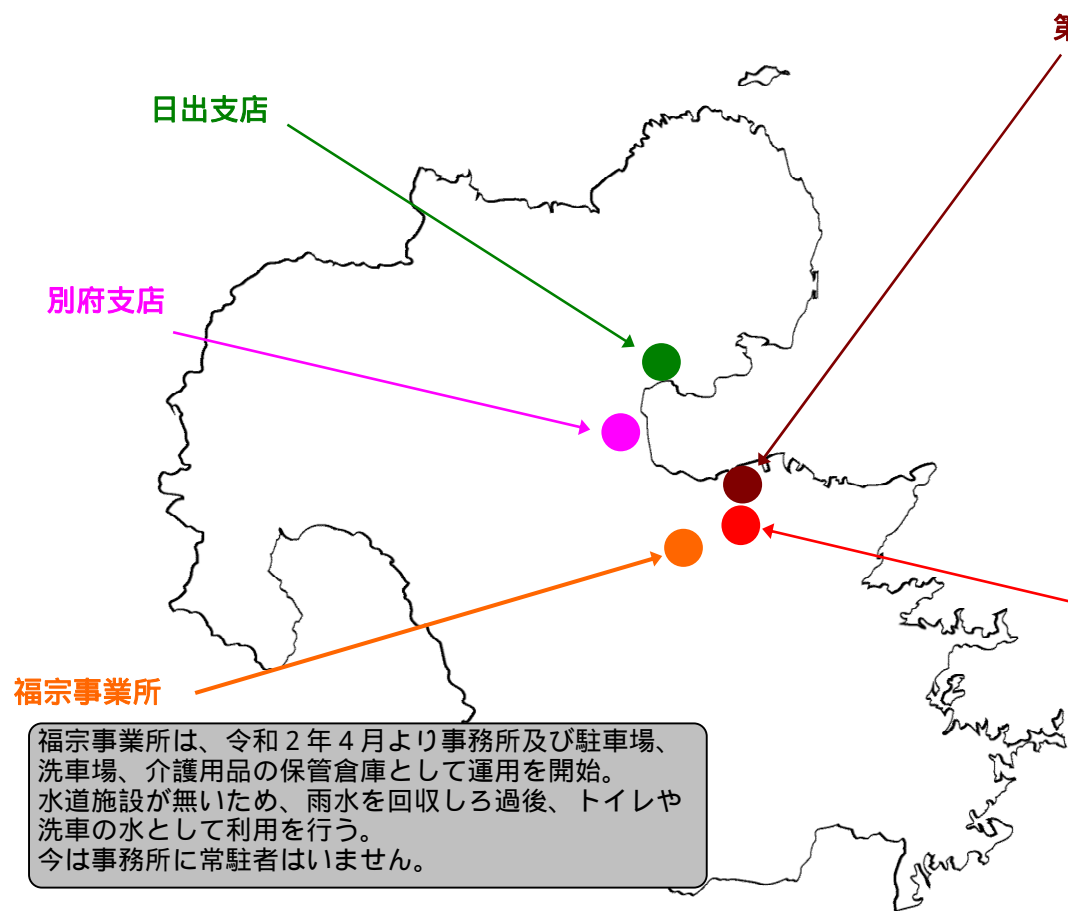 第
日出支店
別府支店
福宗事業所
福宗事業所は、令和２年４月より事務所及び駐車場、
洗車場、介護用品の保管倉庫として運用を開始。
水道施設が無いため、雨水を回収しろ過後、トイレや
洗車の水として利用を行う。
今は事務所に常駐者はいません。